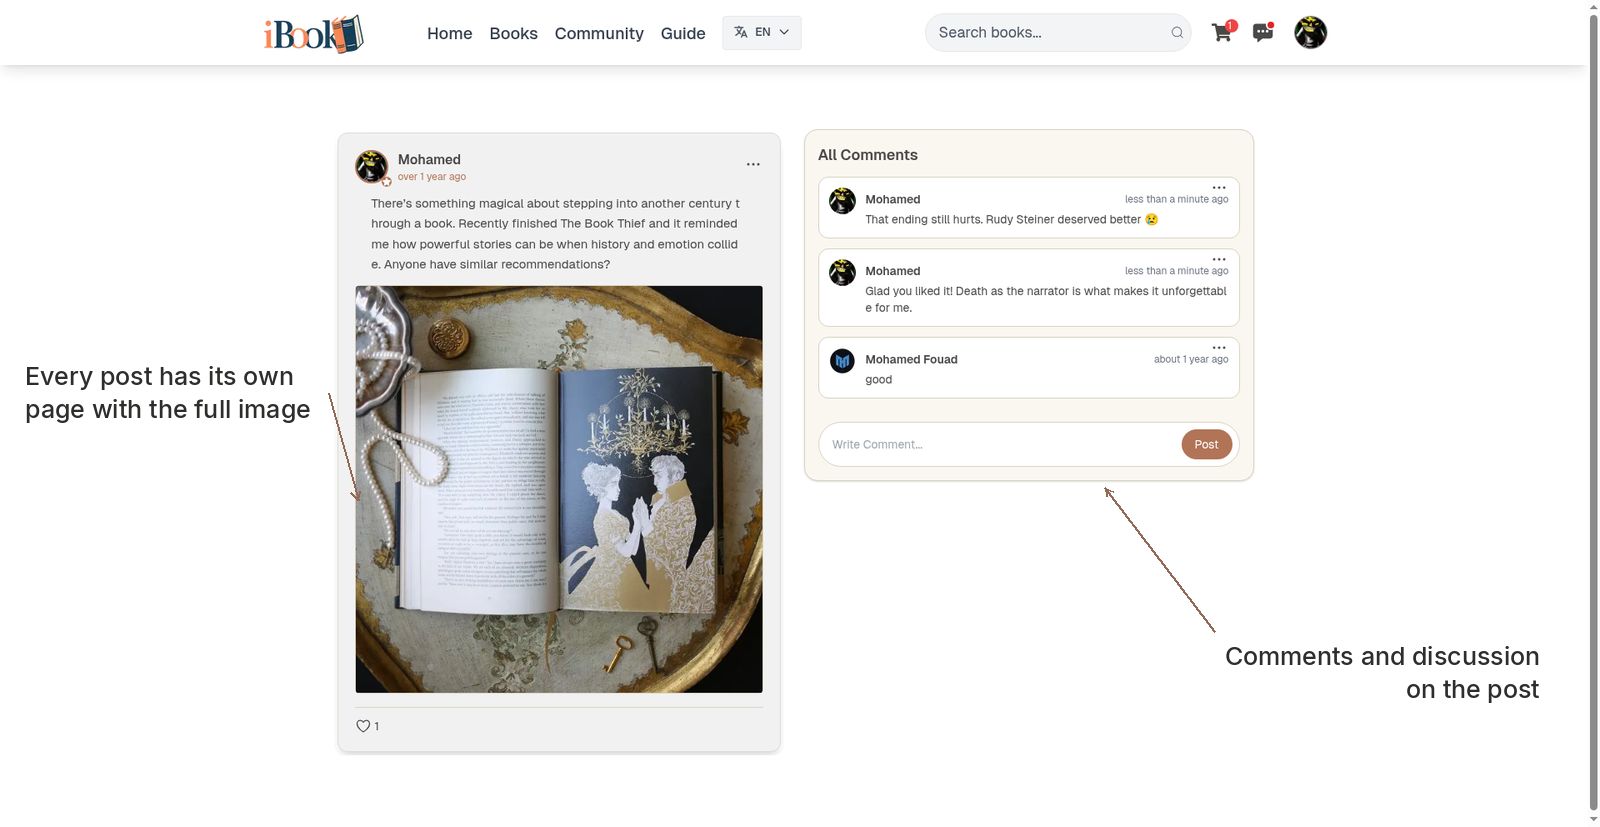 iBook
Home
Books
Community
Guide
EN
Search books...
1
Mohamed
over 1 year ago
There's something magical about stepping into another century t
hrough a book. Recently finished The Book Thief and it reminded
me how powerful stories can be when history and emotion collid
e. Anyone have similar recommendations?
1
All Comments
Mohamed
less than a minute ago
That ending still hurts. Rudy Steiner deserved better 😢
Mohamed
less than a minute ago
Glad you liked it! Death as the narrator is what makes it unforgettabl
e for me.
Mohamed Fouad
about 1 year ago
good
Write Comment...
Post
Every post has its own
page with the full image
Comments and discussion
on the post